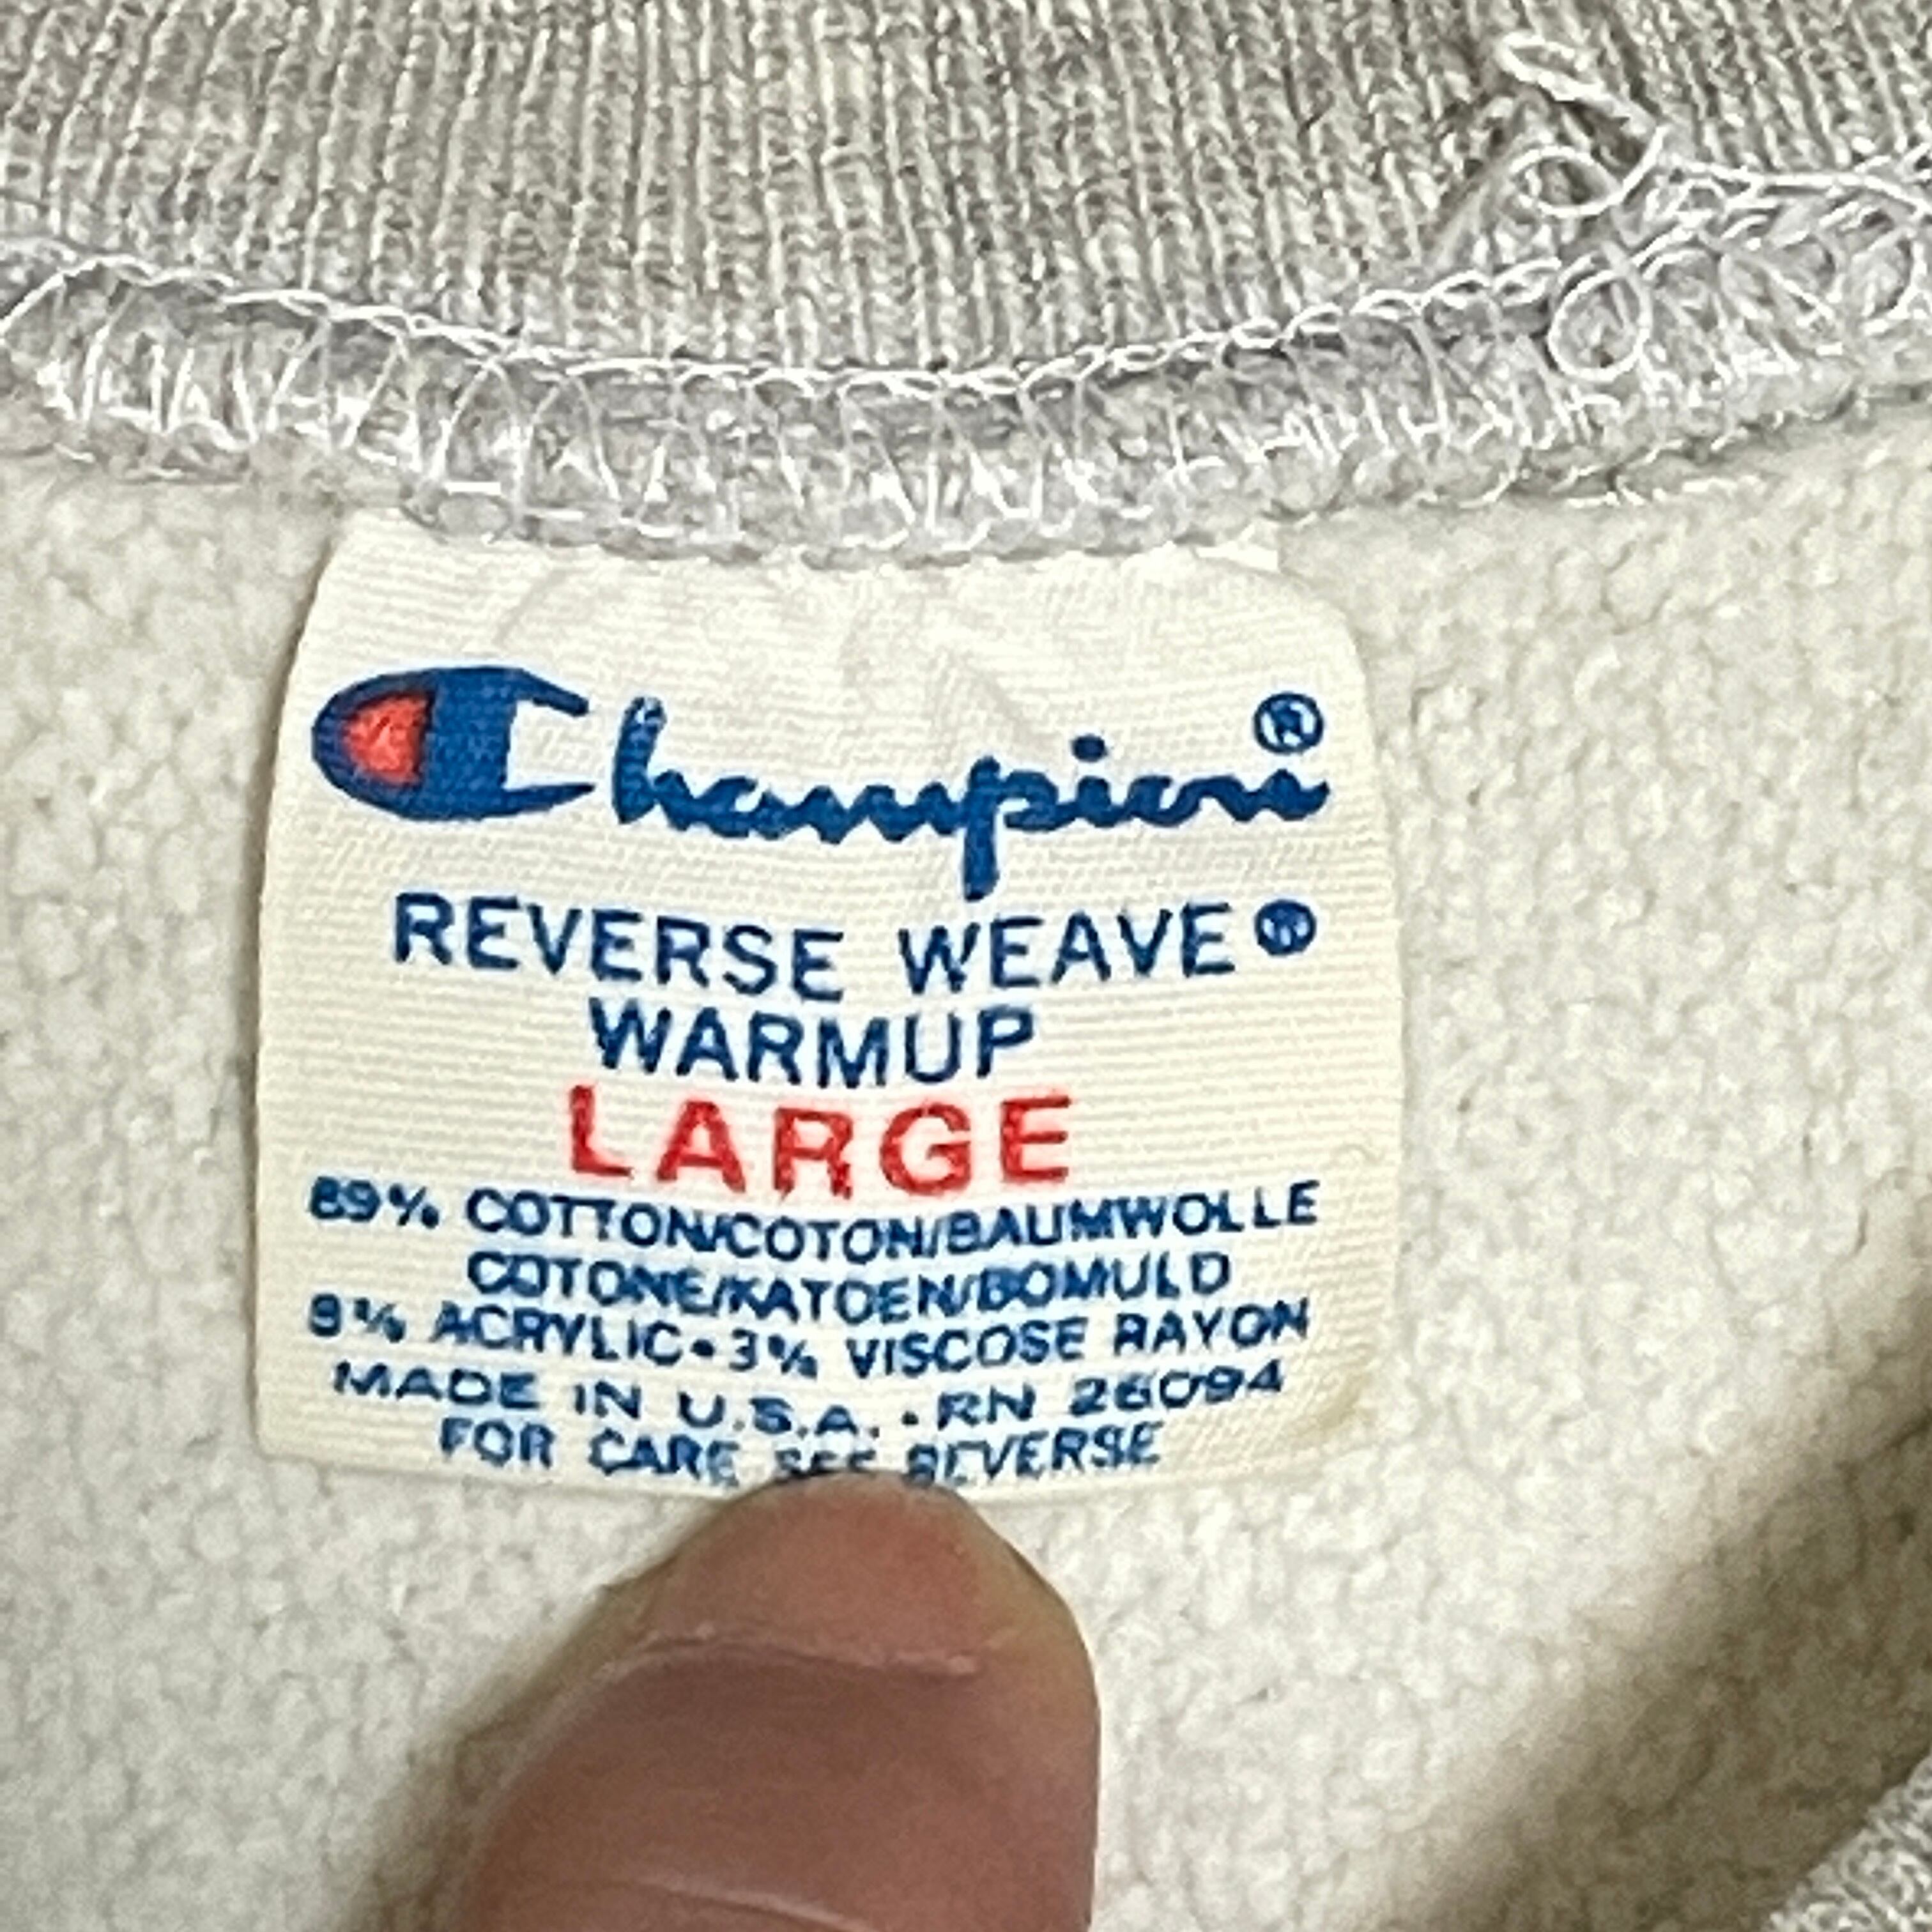 Champion®
REVERSE WEAVE®
WARMUP
LARGE
89% COTTON/COTON/BAUMWOLLE
COTONE/KATOEN/BOMULD
8% ACRYLIC • 3% VISCOSE RAYON
MADE IN U.S.A. • RN 26094
FOR CARE SEE REVERSE